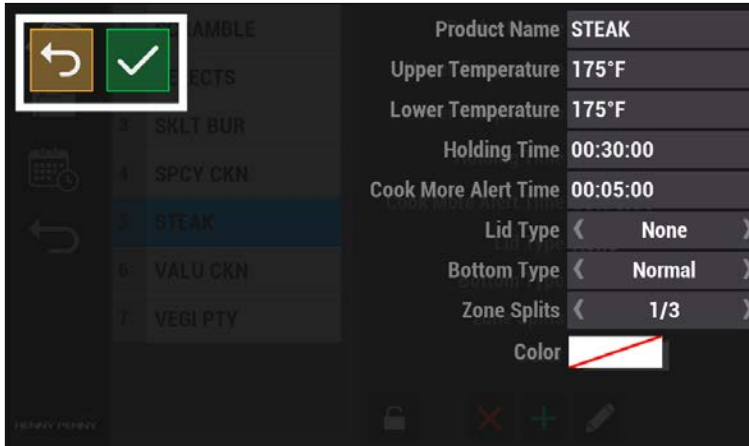 SCRAMBLE
3 SKLT BUR
4 SPCY CKN
5 STEAK
6 VALU CKN
7 VEGI PTY
Product Name STEAK
Upper Temperature 175°F
Lower Temperature 175°F
Holding Time 00:30:00
Cook More Alert Time 00:05:00
Lid Type None
Bottom Type Normal
Zone Splits 1/3
Color
HENNY PENNY